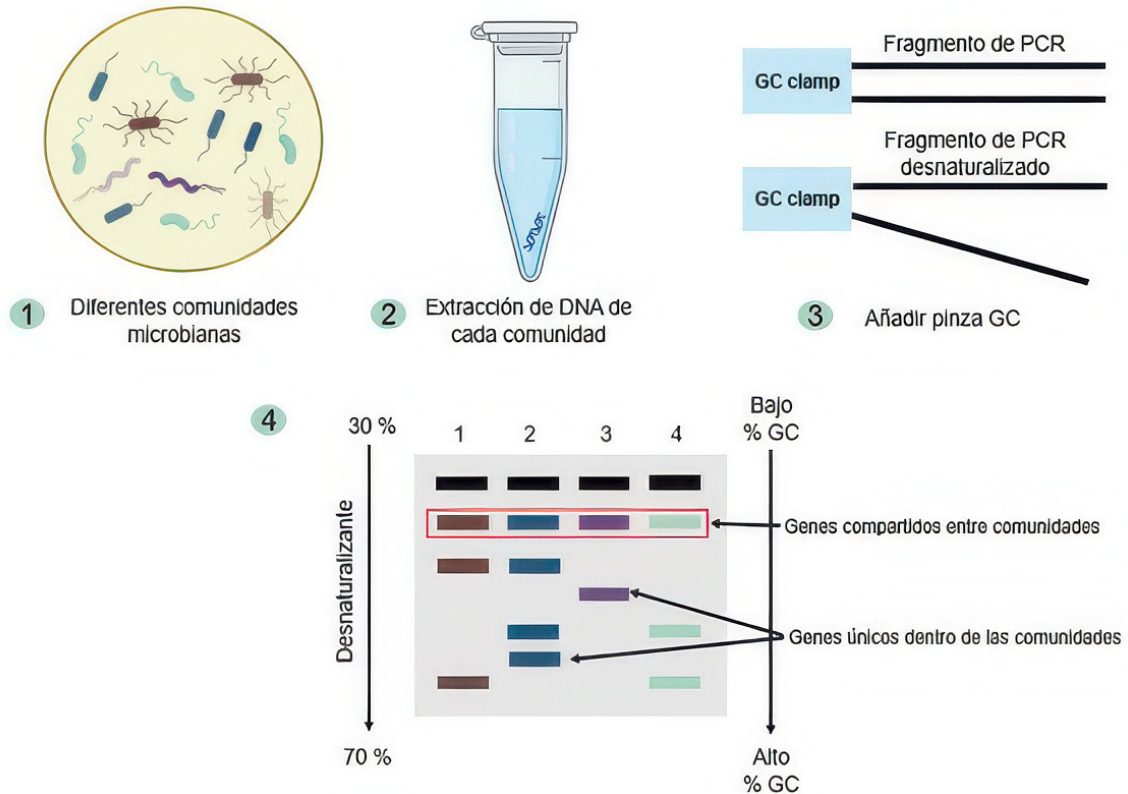 Fragmento de PCR
GC clamp
Fragmento de PCR
desnaturalizado
GC clamp
1 Diferentes comunidades
microbianas
2 Extracción de DNA de
cada comunidad
3 Añadir pinza GC
4
30 %
1 2 3 4
Bajo
% GC
Desnaturalizante
Genes compartidos entre comunidades
Genes únicos dentro de las comunidades
70 %
Alto
% GC